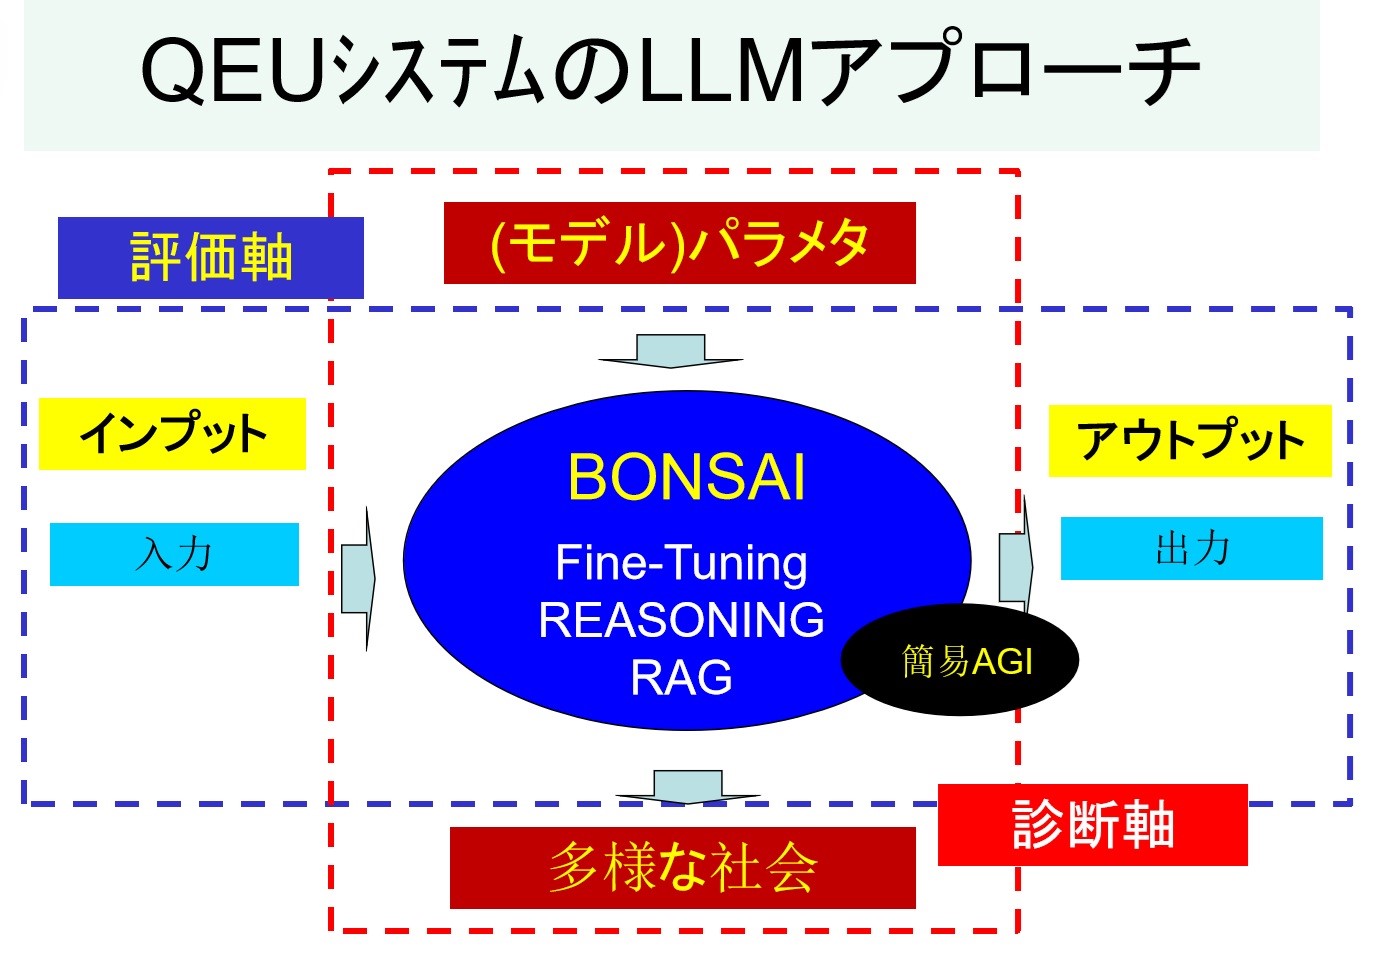 QEUｼｽﾃﾑのLLMアプローチ
評価軸
(モデル)パラメタ
インプット
入力
BONSAI
Fine-Tuning
REASONING
RAG
簡易AGI
アウトプット
出力
診断軸
多様な社会